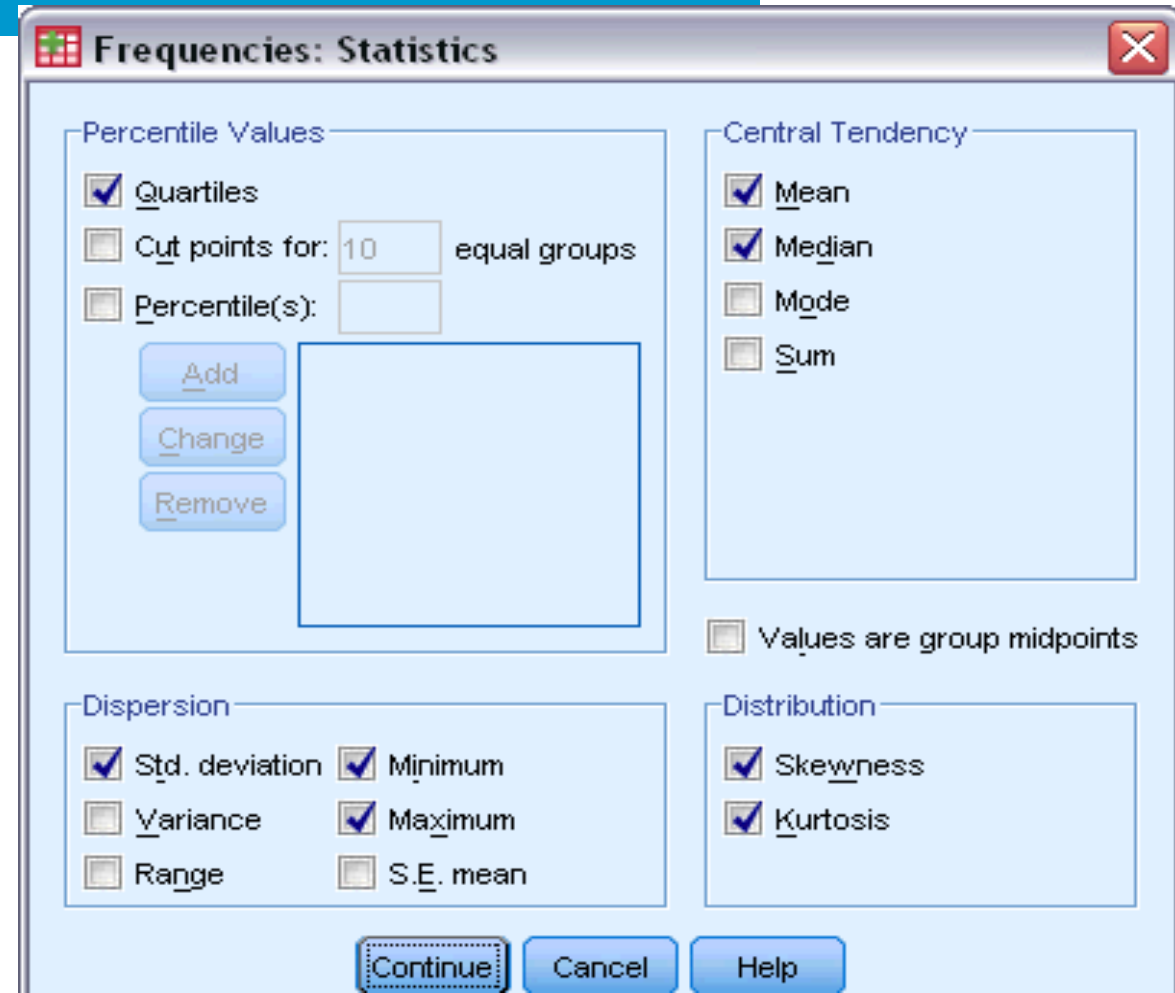 Frequencies: Statistics
Percentile Values
Quartiles
Cut points for: 10 equal groups
Percentile(s):
Add
Change
Remove
Central Tendency
Mean
Median
Mode
Sum
Values are group midpoints
Dispersion
Std. deviation Minimum
Variance Maximum
Range S.E. mean
Distribution
Skewness
Kurtosis
Continue Cancel Help